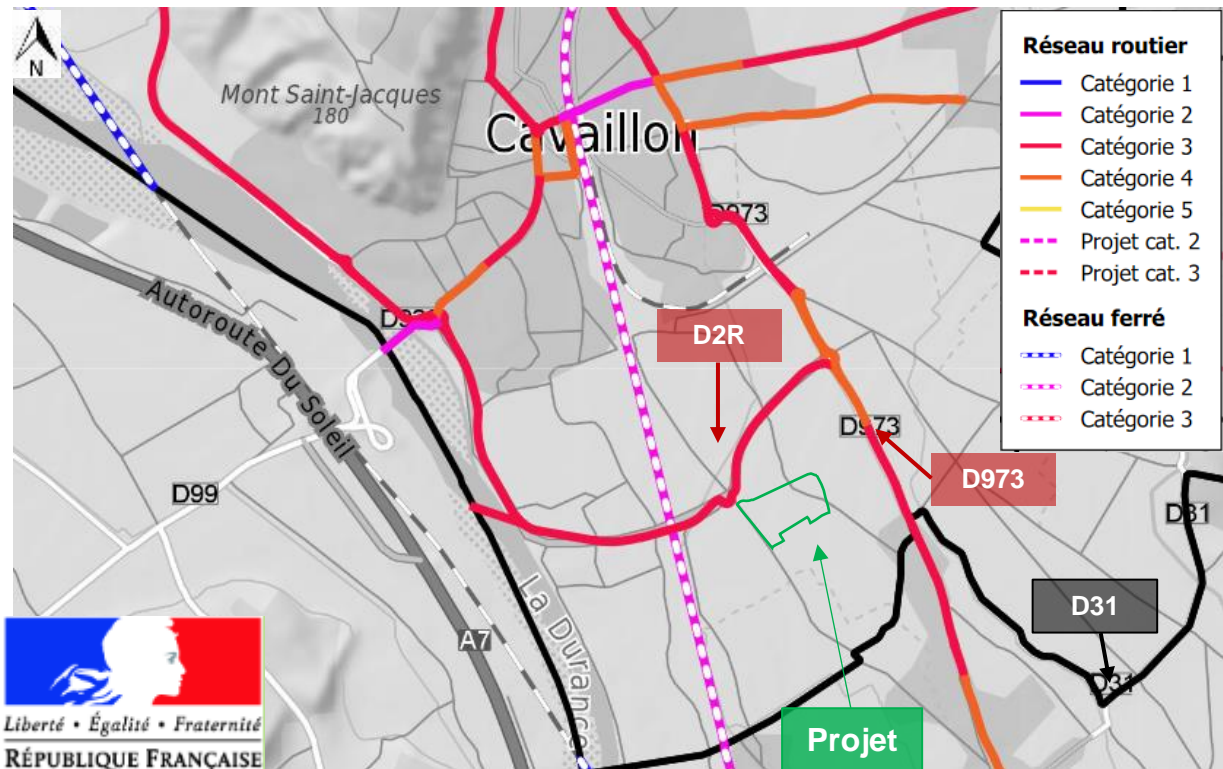 N
Mont Saint-Jacques
180
Cavaillon
D973
Autoroute Du Soleil
D99
A7
La Durance
D2R
D973
D973
D31
D31
D31
Projet
Réseau routier
Catégorie 1
Catégorie 2
Catégorie 3
Catégorie 4
Catégorie 5
Projet cat. 2
Projet cat. 3
Réseau ferré
Catégorie 1
Catégorie 2
Catégorie 3
Liberté • Égalité • Fraternité
RÉPUBLIQUE FRANÇAISE